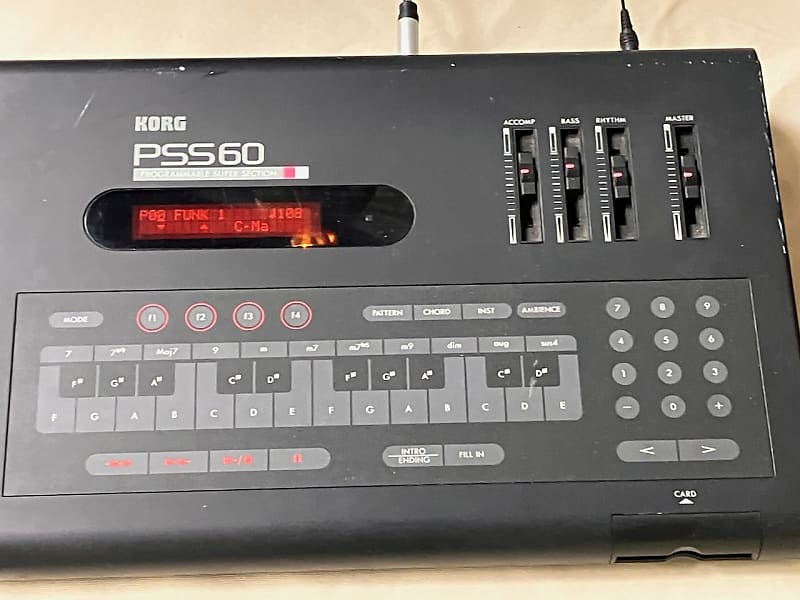 KORG
PSS60
PROGRAMMABLE SUPER SECTION
ACCOMP BASS RHYTHM MASTER
P00 FUNK 1 ♩108
C-Ma
MODE f1 f2 f3 f4 PATTERN CHORD INST AMBIENCE 7 8 9
4 5 6
7 7♭9 Maj7 9 m m7 m7♭5 m9 dim aug sus4
1 2 3
F# G# A# C# D# F# G# A# C# D#
F G A B C D E F G A B C D E
− 0 +
INTRO
ENDING
FILL IN
< >
CARD